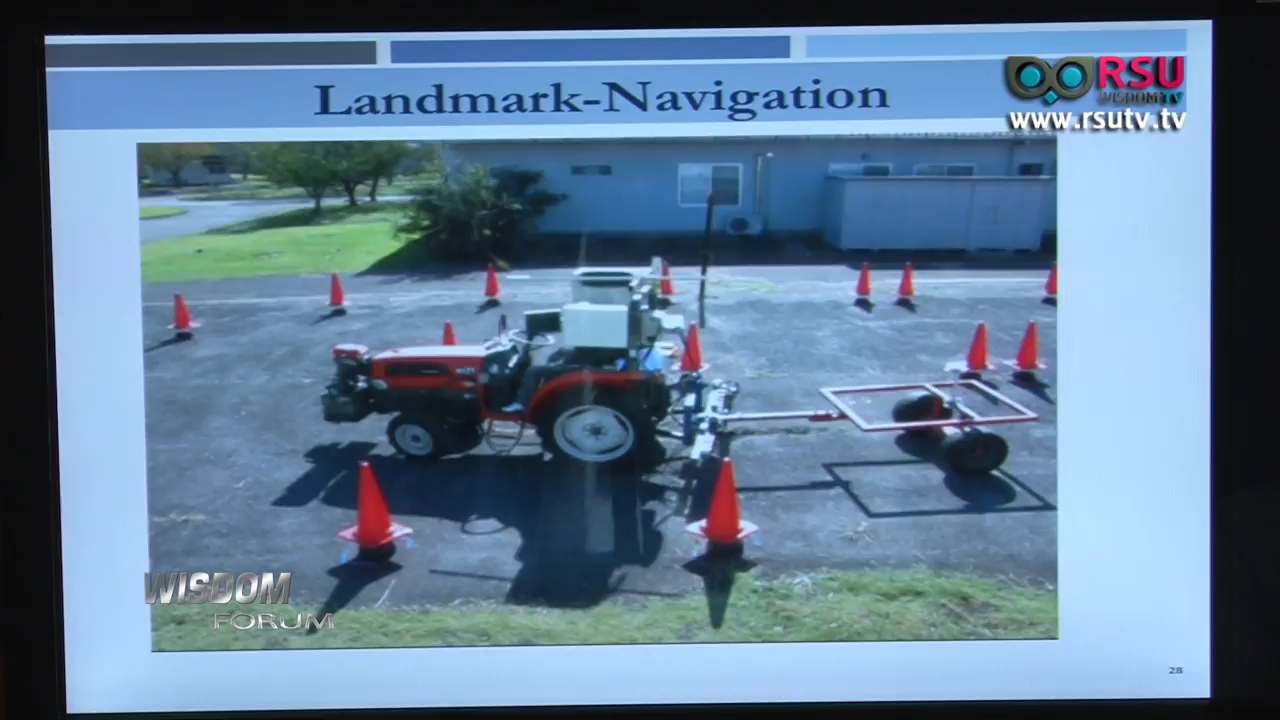 Landmark-Navigation
RSU
WISDOM TV
www.rsutv.tv
WISDOM
FORUM
28